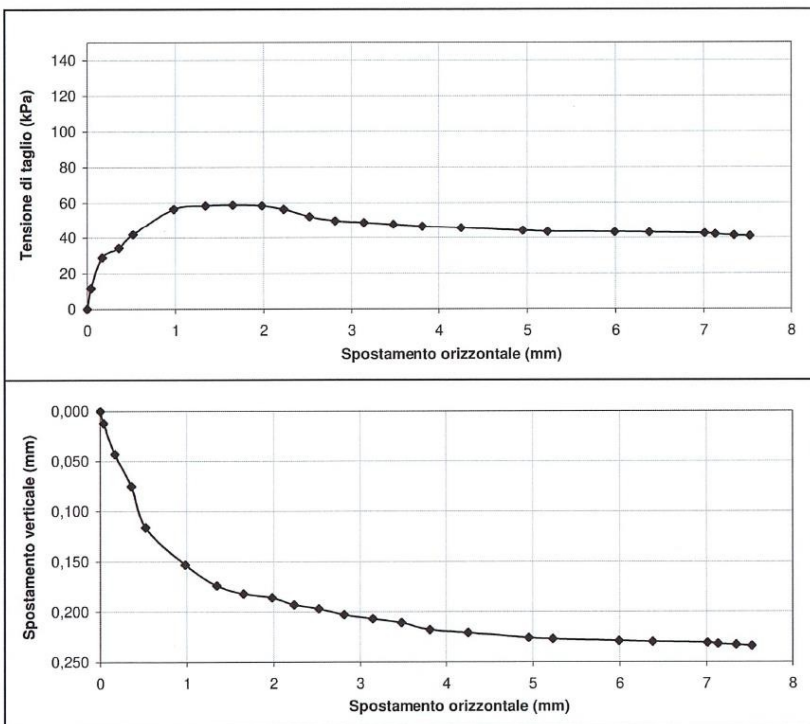 Tensione di taglio (kPa)
140
120
100
80
60
40
20
0
0 1 2 3 4 5 6 7 8
Spostamento orizzontale (mm)
Spostamento verticale (mm)
0,000
0,050
0,100
0,150
0,200
0,250
0 1 2 3 4 5 6 7 8
Spostamento orizzontale (mm)